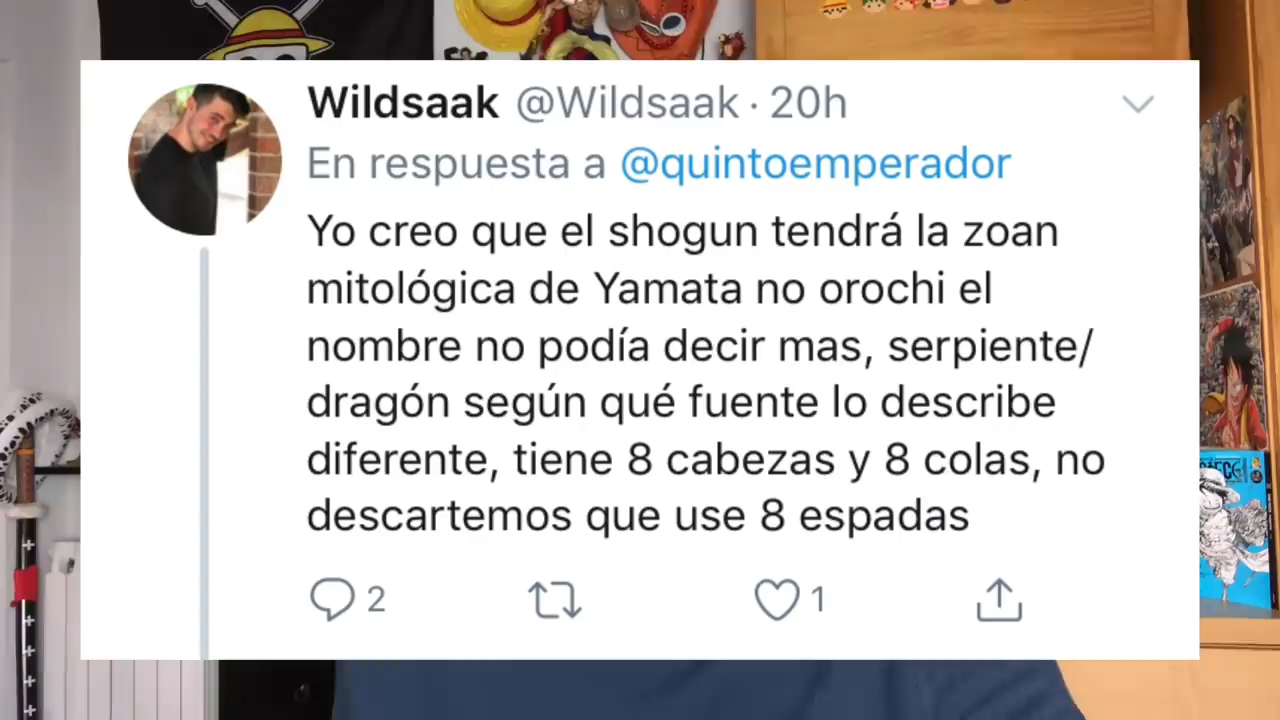 Wildsaak @Wildsaak · 20h
En respuesta a @quintoemperador
Yo creo que el shogun tendrá la zoan
mitológica de Yamata no orochi el
nombre no podía decir mas, serpiente/
dragón según qué fuente lo describe
diferente, tiene 8 cabezas y 8 colas, no
descartemos que use 8 espadas
2
1